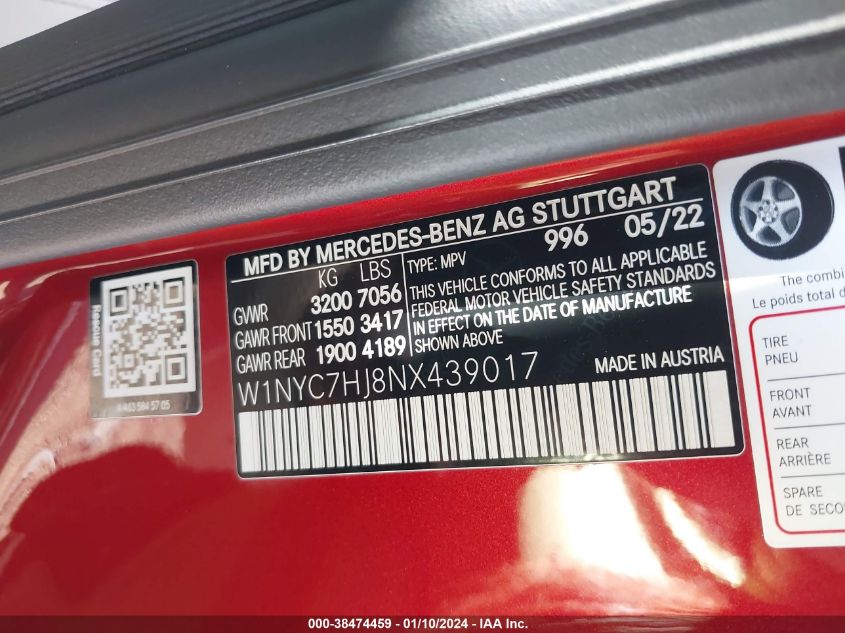 MFD BY MERCEDES-BENZ AG STUTTGART
KG LBS
GVWR 3200 7056
GAWR FRONT 1550 3417
GAWR REAR 1900 4189
TYPE: MPV 996 05/22
THIS VEHICLE CONFORMS TO ALL APPLICABLE
FEDERAL MOTOR VEHICLE SAFETY STANDARDS
IN EFFECT ON THE DATE OF MANUFACTURE
SHOWN ABOVE
W1NYC7HJ8NX439017
MADE IN AUSTRIA
Rescue Card
A 463 584 57 05
The combi
Le poids total d
TIRE
PNEU
FRONT
AVANT
REAR
ARRIÈRE
SPARE
DE SECOU
000-38474459 - 01/10/2024 - IAA Inc.